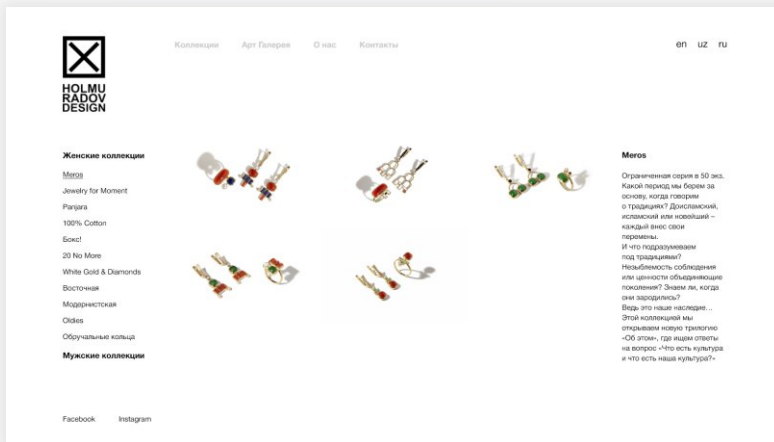 HOLMU
RADOV
DESIGN
Коллекции Арт Галерея О нас Контакты
en uz ru
Женские коллекции
Meros
Jewelry for Moment
Panjara
100% Cotton
Бокс!
20 No More
White Gold & Diamonds
Восточная
Модернистская
Oldies
Обручальные кольца
Мужские коллекции
Meros
Ограниченная серия в 50 экз.
Какой период мы берем за
основу, когда говорим
о традициях? Доисламский,
исламский или новейший –
каждый внес свои
перемены.
И что подразумеваем
под традициями?
Незыблемость соблюдения
или ценности объединяющие
поколения? Знаем ли, когда
они зародились?
Ведь это наше наследие…
Этой коллекцией мы
открываем новую трилогию
«Об этом», где ищем ответы
на вопрос «Что есть культура
и что есть наша культура?»
Facebook Instagram